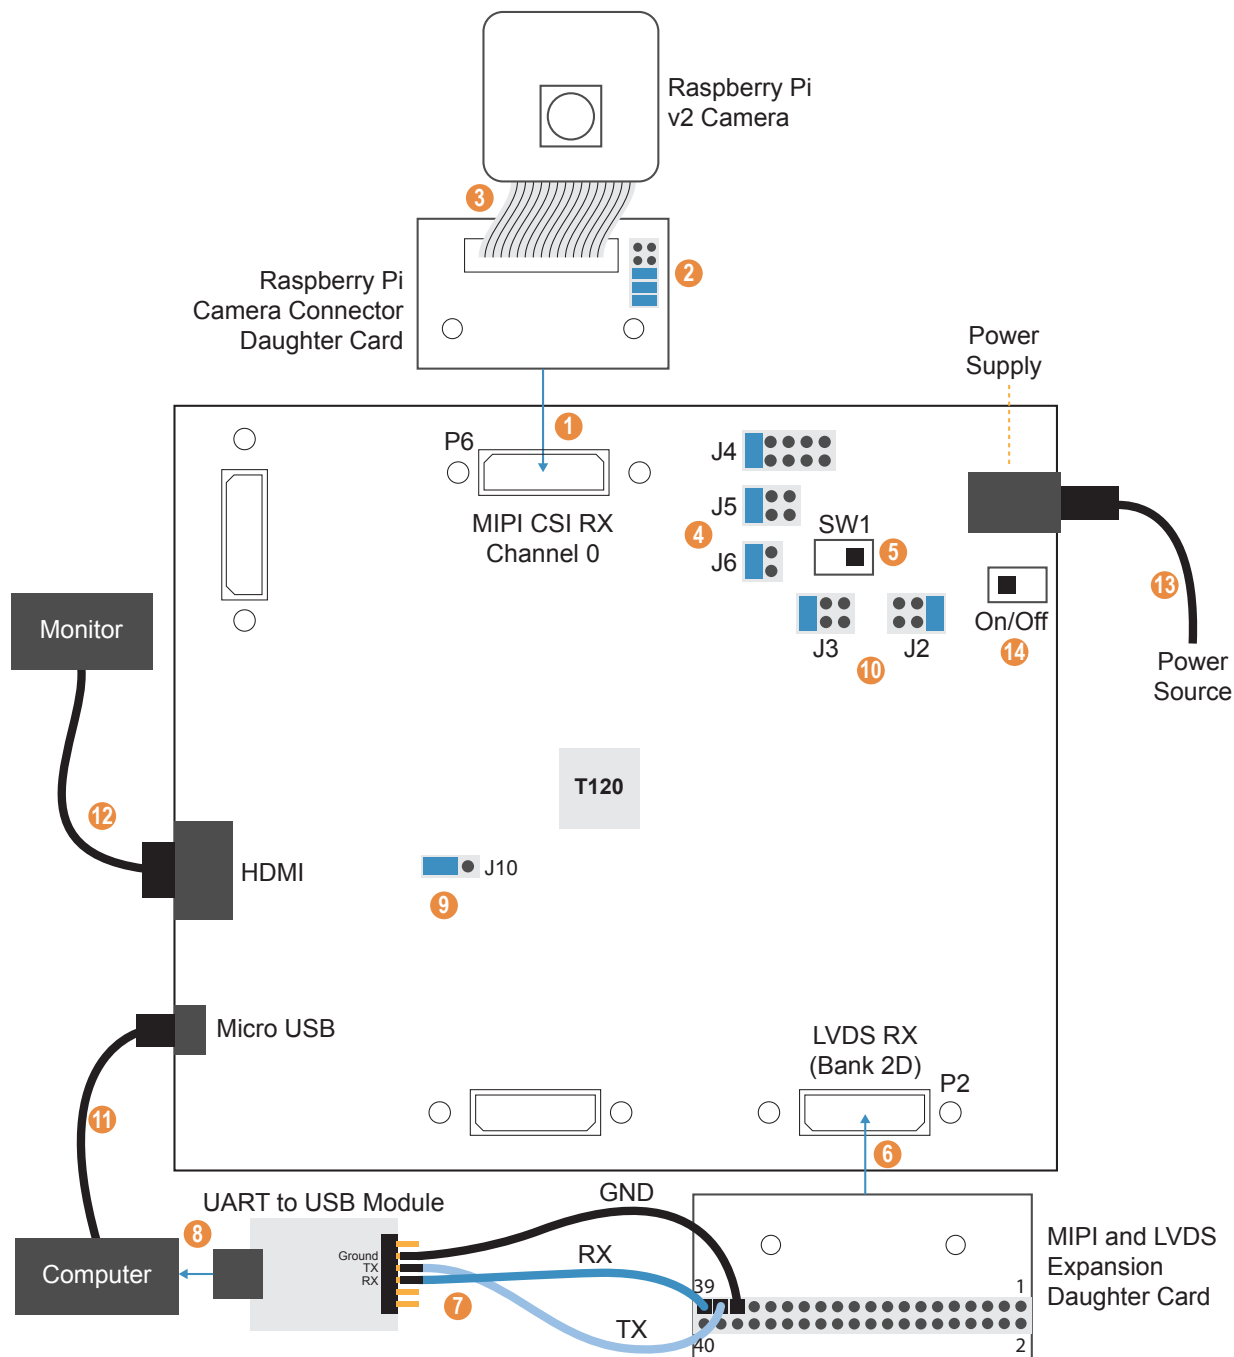 Raspberry Pi
v2 Camera
3
2
Raspberry Pi
Camera Connector
Daughter Card
Power
Supply
1
P6
MIPI CSI RX
Channel 0
J4
J5
4
J6
SW1
5
J3
J2
10
On/Off
14
13
Power
Source
Monitor
12
HDMI
T120
J10
9
Micro USB
11
LVDS RX
(Bank 2D)
P2
6
UART to USB Module
GND
8
Computer
Ground
TX
RX
7
RX
TX
39
1
40
2
MIPI and LVDS
Expansion
Daughter Card